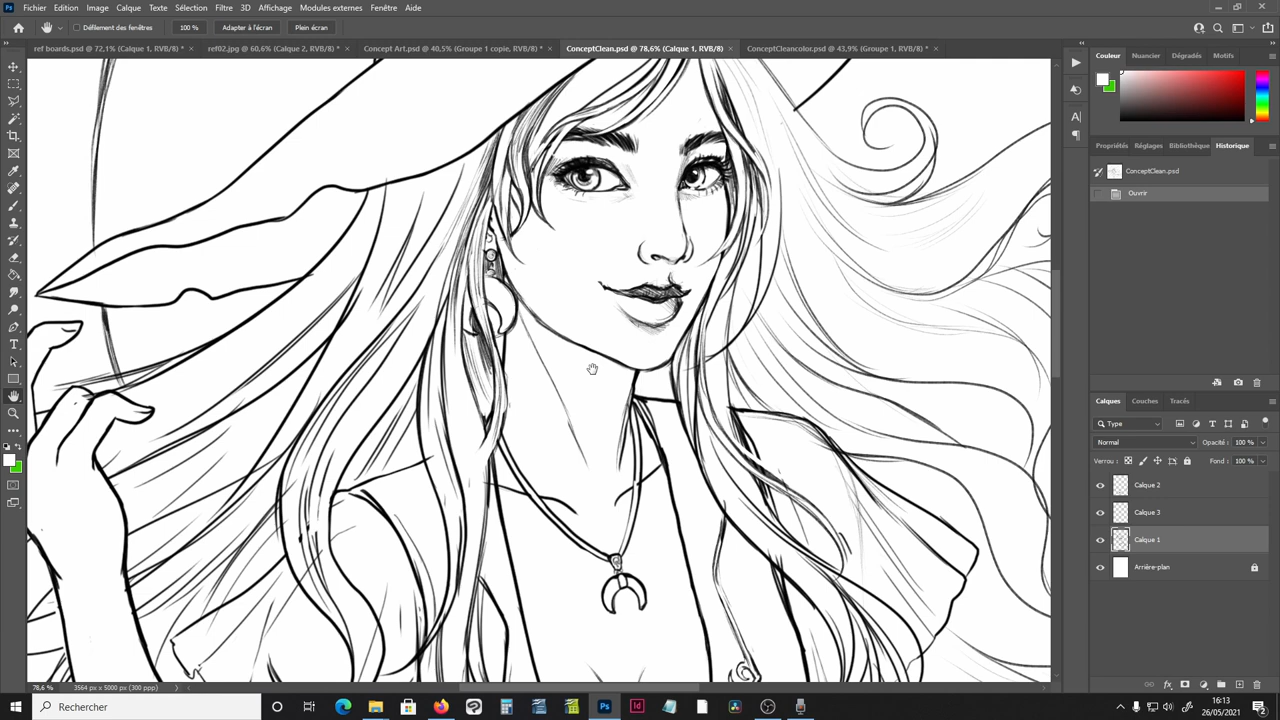 Fichier Edition Image Calque Texte Sélection Filtre 3D Affichage Modules externes Fenêtre Aide
Défilement des fenêtres 100 % Adapter à l'écran Plein écran
ref boards.psd @ 72,1% (Calque 1, RVB/8) * × ref02.jpg @ 60,6% (Calque 2, RVB/8) * × Concept Art.psd @ 40,5% (Groupe 1 copie, RVB/8) * × ConceptClean.psd @ 78,6% (Calque 1, RVB/8) × ConceptCleancolor.psd @ 43,9% (Groupe 1, RVB/8) * ×
Couleur Nuancier Dégradés Motifs
Propriétés Réglages Bibliothèque Historique
ConceptClean.psd
Ouvrir
Calques Couches Tracés
Type
Normal Opacité : 100 %
Verrou : Fond : 100 %
Calque 2
Calque 3
Calque 1
Arrière-plan
78,6 % 3564 px x 5000 px (300 ppp)
Rechercher
16:13
26/05/2021